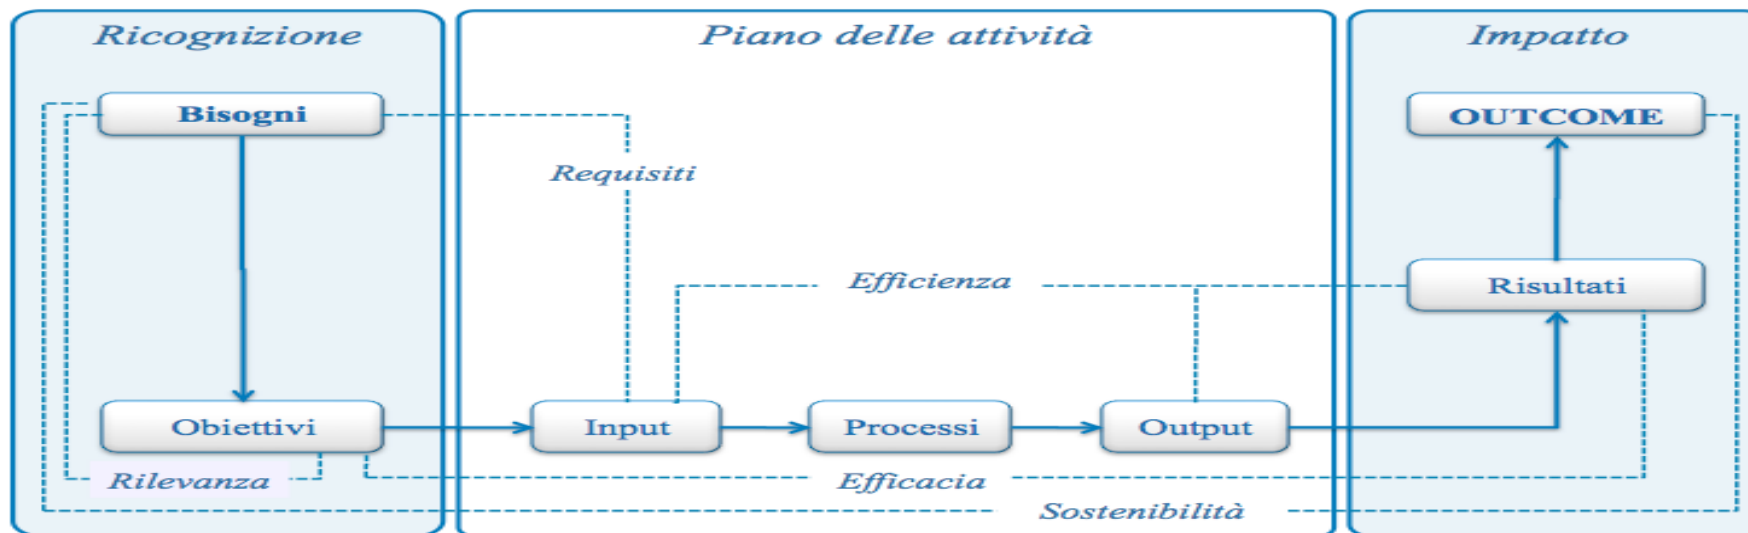 Ricognizione
Piano delle attività
Impatto
Bisogni
OUTCOME
Requisiti
Efficienza
Risultati
Obiettivi
Input
Processi
Output
Rilevanza
Efficacia
Sostenibilità